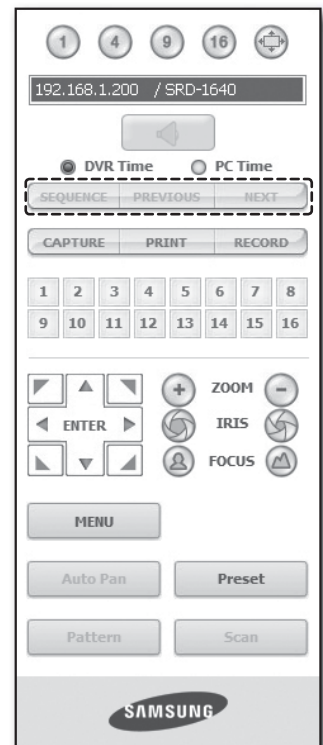 1 4 9 16
192.168.1.200 / SRD-1640
DVR Time PC Time
SEQUENCE PREVIOUS NEXT
CAPTURE PRINT RECORD
1 2 3 4 5 6 7 8
9 10 11 12 13 14 15 16
ZOOM
ENTER IRIS
FOCUS
MENU
Auto Pan Preset
Pattern Scan
SAMSUNG